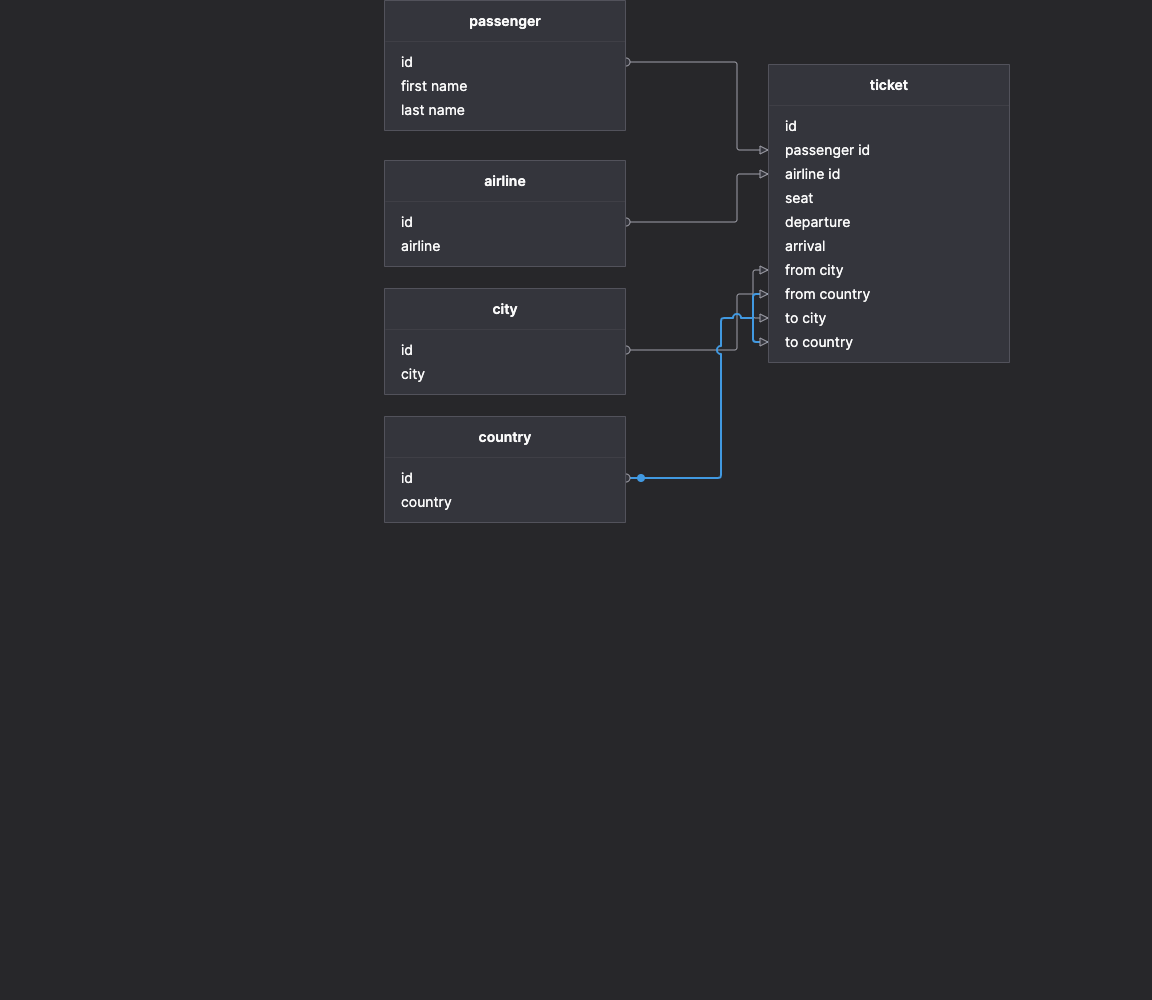 passenger
id
first name
last name
airline
id
airline
city
id
city
country
id
country
ticket
id
passenger id
airline id
seat
departure
arrival
from city
from country
to city
to country